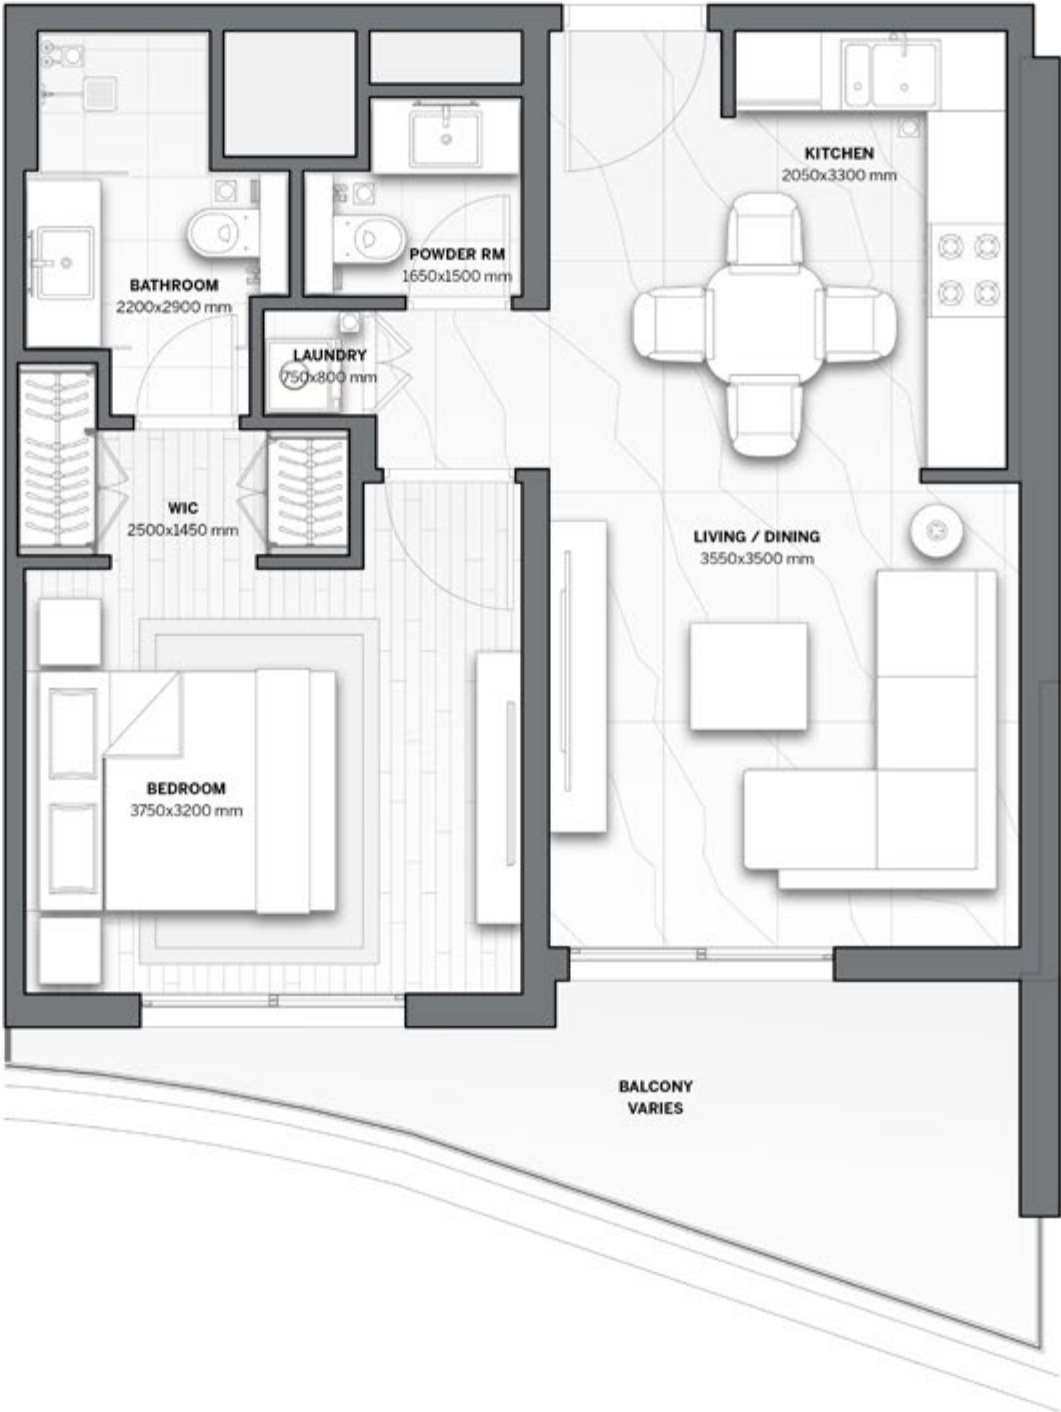 KITCHEN
2050x3300 mm
POWDER RM
1650x1500 mm
BATHROOM
2200x2900 mm
LAUNDRY
750x800 mm
WIC
2500x1450 mm
LIVING / DINING
3550x3500 mm
BEDROOM
3750x3200 mm
BALCONY
VARIES